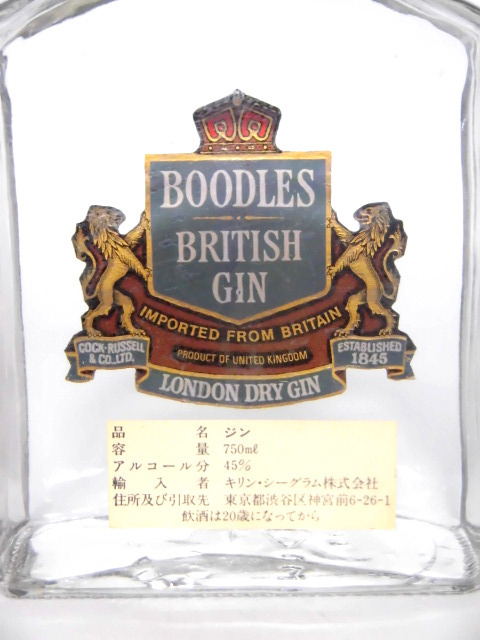 BOODLES
BRITISH
GIN
IMPORTED FROM BRITAIN
COCK·RUSSELL
& CO. LTD.
PRODUCT OF UNITED KINGDOM
ESTABLISHED
1845
LONDON DRY GIN
品名 ジン
容量 750mℓ
アルコール分 45%
輸入者 キリン・シーグラム株式会社
住所及び引取先 東京都渋谷区神宮前6-26-1
飲酒は20歳になってから